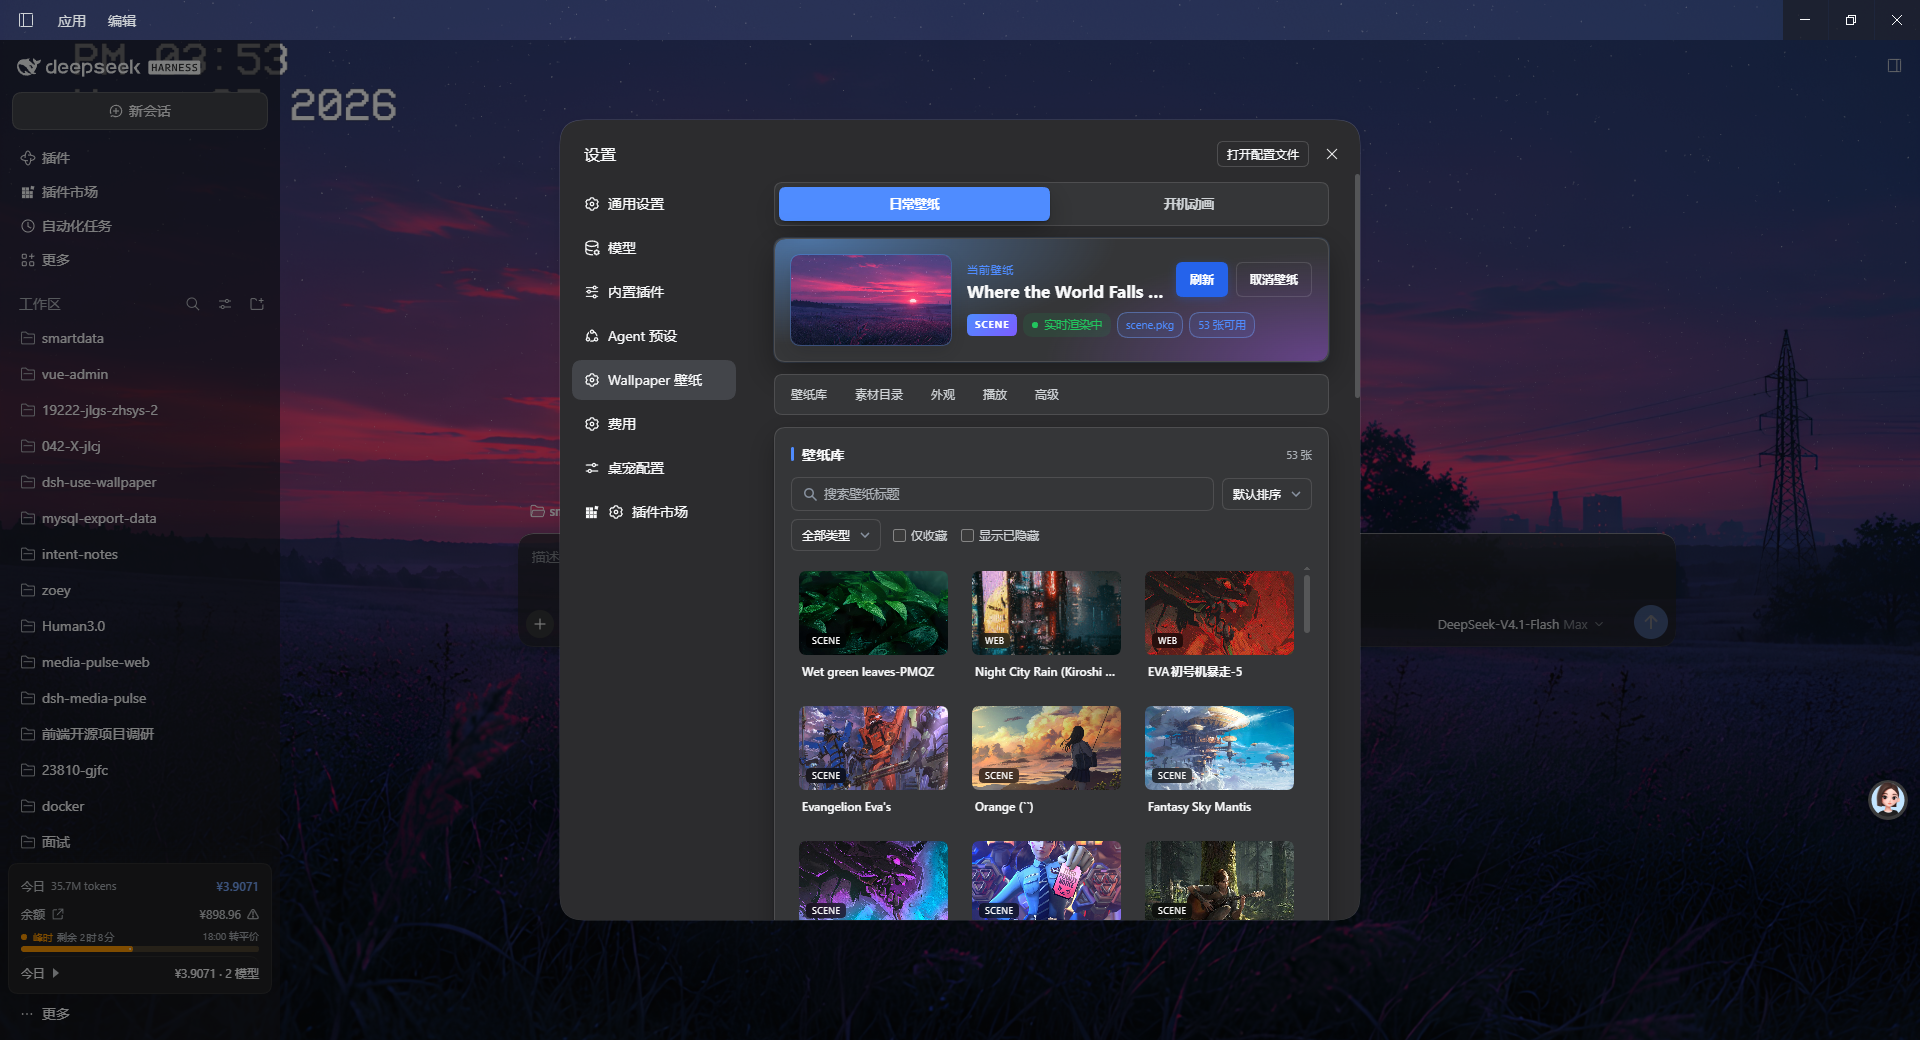 应用 编辑
PM 03:53
2026
deepseek HARNESS
新会话
插件
插件市场
自动化任务
更多
工作区
smartdata
vue-admin
19222-jlgs-zhsys-2
042-X-jlcj
dsh-use-wallpaper
mysql-export-data
intent-notes
zoey
Human3.0
media-pulse-web
dsh-media-pulse
前端开源项目调研
23810-gjfc
docker
面试
今日 35.7M tokens ¥3.9071
余额 ¥898.96
峰时 剩余 2时8分 18:00 转平价
今日 ¥3.9071 · 2 模型
更多
设置
打开配置文件
通用设置
模型
内置插件
Agent 预设
Wallpaper 壁纸
费用
桌宠配置
插件市场
日常壁纸 开机动画
当前壁纸
Where the World Falls ...
刷新 取消壁纸
SCENE 实时渲染中 scene.pkg 53 张可用
壁纸库 素材目录 外观 播放 高级
壁纸库 53 张
搜索壁纸标题 默认排序
全部类型 仅收藏 显示已隐藏
SCENE WEB WEB
Wet green leaves-PMQZ Night City Rain (Kiroshi ... EVA初号机暴走-5
SCENE SCENE SCENE
Evangelion Eva's Orange (¨) Fantasy Sky Mantis
SCENE SCENE SCENE
sm
描述
DeepSeek-V4.1-Flash Max